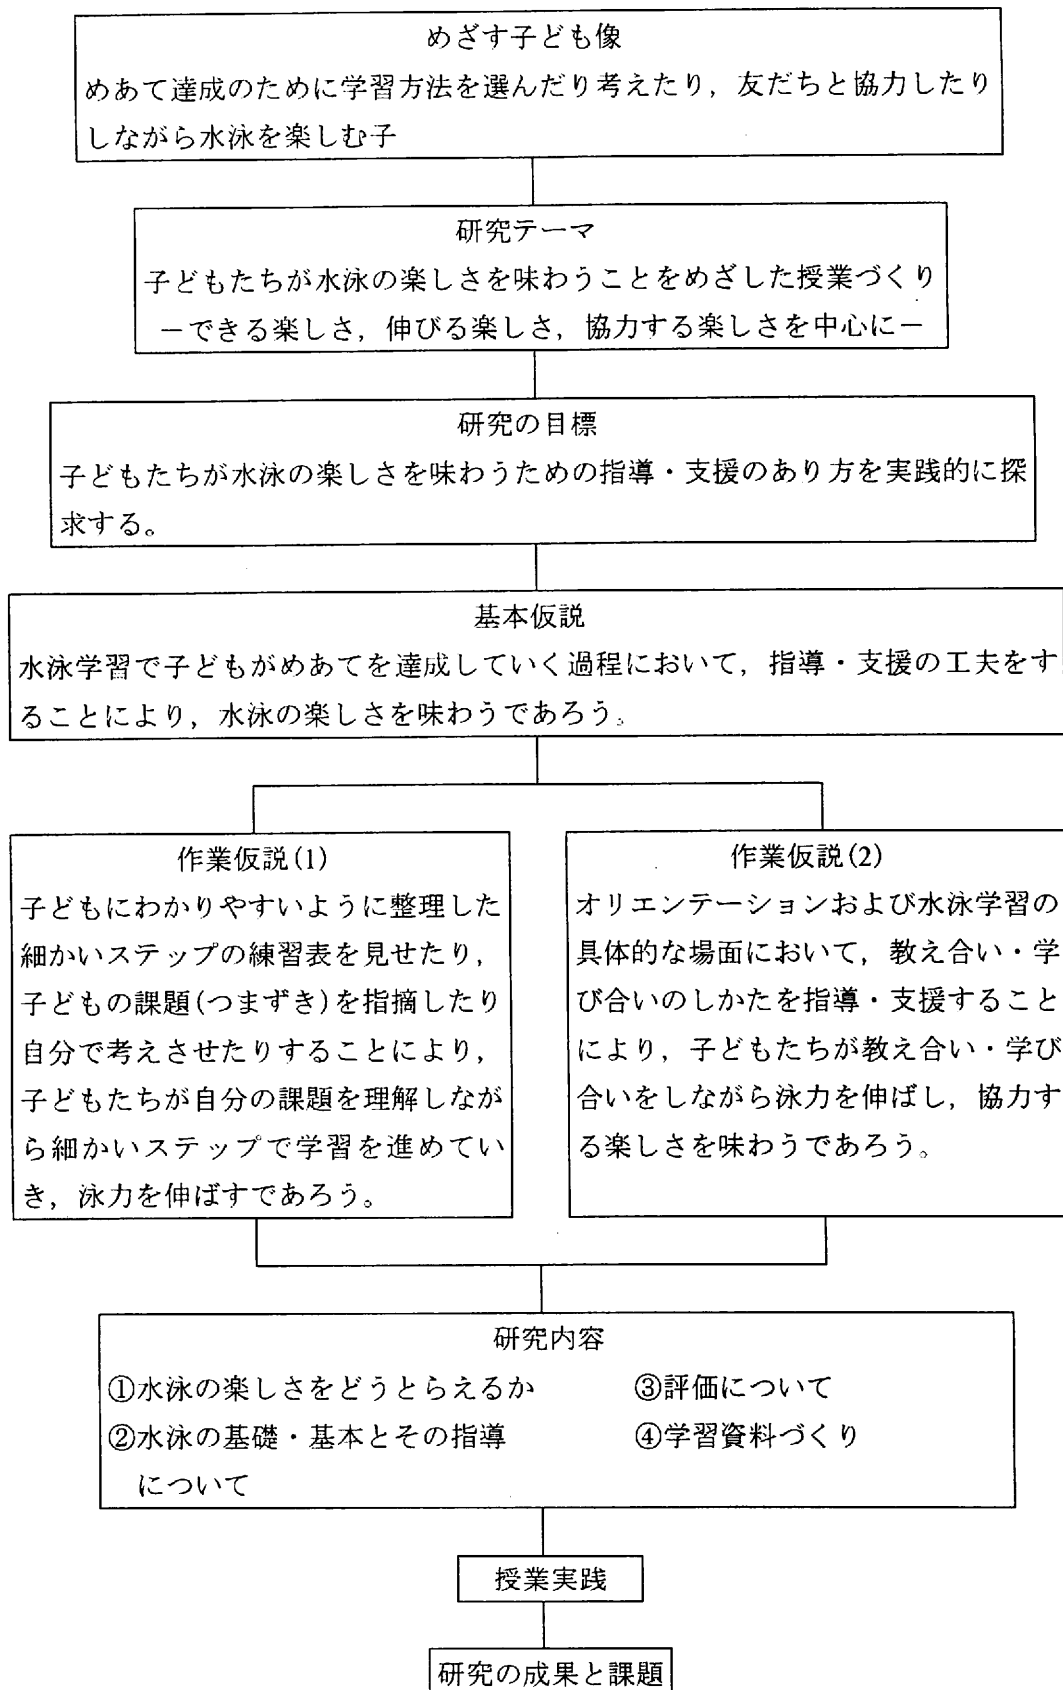 めざす子ども像
めあて達成のために学習方法を選んだり考えたり，友だちと協力したり
しながら水泳を楽しむ子
研究テーマ
子どもたちが水泳の楽しさを味わうことをめざした授業づくり
－できる楽しさ，伸びる楽しさ，協力する楽しさを中心に－
研究の目標
子どもたちが水泳の楽しさを味わうための指導・支援のあり方を実践的に探
求する。
基本仮説
水泳学習で子どもがめあてを達成していく過程において，指導・支援の工夫をす
ることにより，水泳の楽しさを味わうであろう。
作業仮説(1)
子どもにわかりやすいように整理した
細かいステップの練習表を見せたり，
子どもの課題(つまずき)を指摘したり
自分で考えさせたりすることにより，
子どもたちが自分の課題を理解しなが
ら細かいステップで学習を進めてい
き，泳力を伸ばすであろう。
作業仮説(2)
オリエンテーションおよび水泳学習の
具体的な場面において，教え合い・学
び合いのしかたを指導・支援すること
により，子どもたちが教え合い・学び
合いをしながら泳力を伸ばし，協力す
る楽しさを味わうであろう。
研究内容
①水泳の楽しさをどうとらえるか
②水泳の基礎・基本とその指導
について
③評価について
④学習資料づくり
授業実践
研究の成果と課題